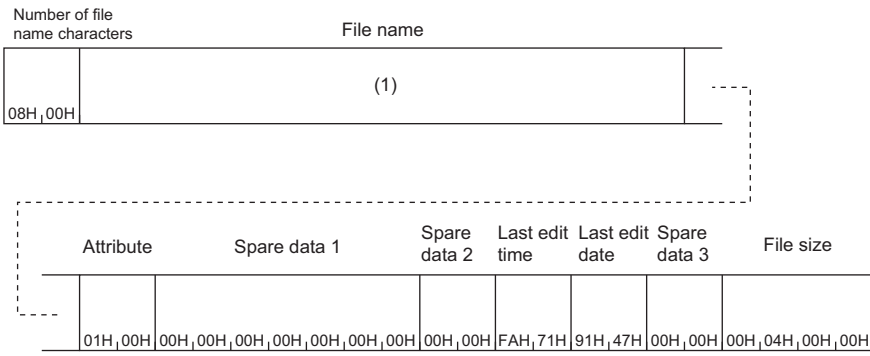 Number of file
name characters
File name
(1)
08H 00H
Attribute
Spare data 1
Spare
data 2
Last edit
time
Last edit
date
Spare
data 3
File size
01H 00H 00H 00H 00H 00H 00H 00H 00H 00H 00H FAH 71H 91H 47H 00H 00H 00H 04H 00H 00H